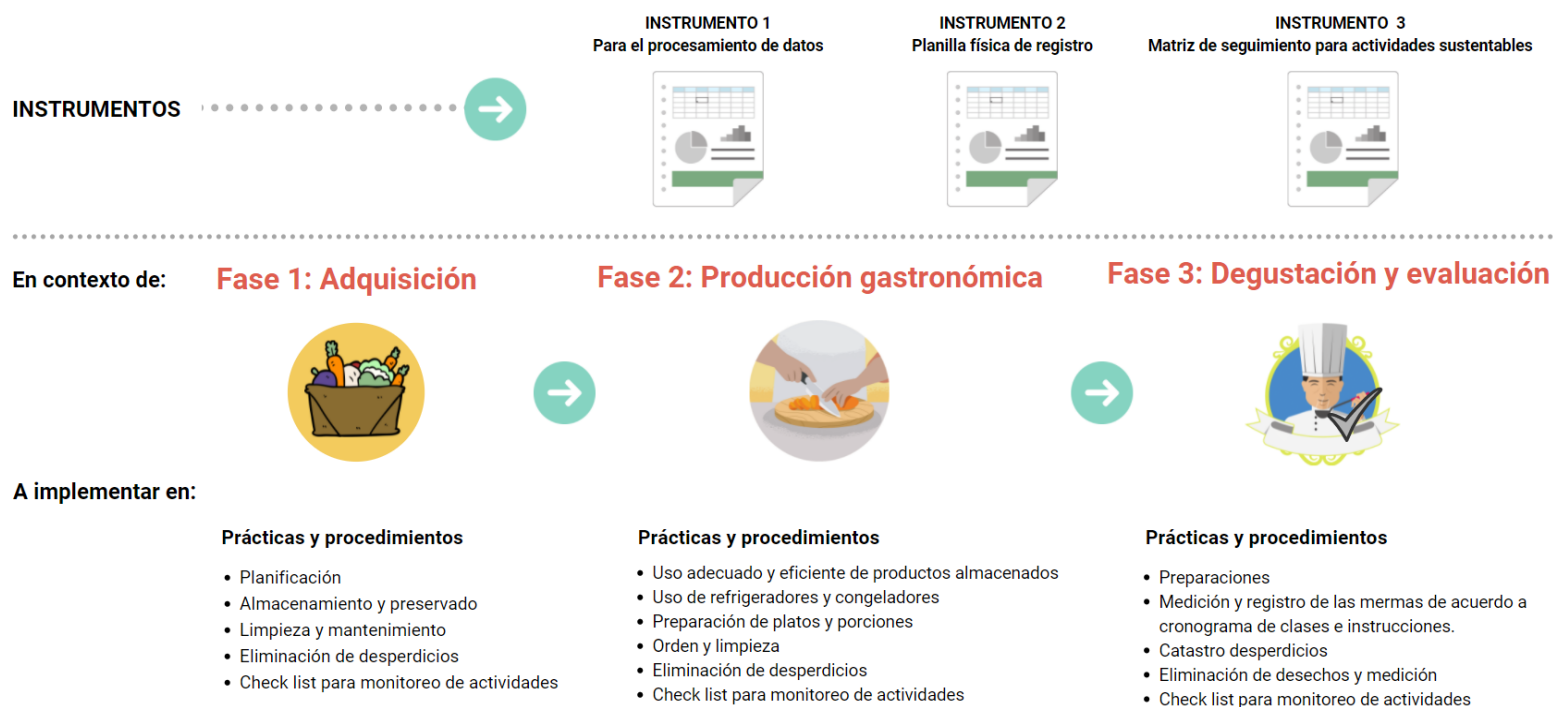 INSTRUMENTO 1
Para el procesamiento de datos
INSTRUMENTO 2
Planilla física de registro
INSTRUMENTO 3
Matriz de seguimiento para actividades sustentables
INSTRUMENTOS
En contexto de:
Fase 1: Adquisición
Fase 2: Producción gastronómica
Fase 3: Degustación y evaluación
A implementar en:
Prácticas y procedimientos
• Planificación
• Almacenamiento y preservado
• Limpieza y mantenimiento
• Eliminación de desperdicios
• Check list para monitoreo de actividades
Prácticas y procedimientos
• Uso adecuado y eficiente de productos almacenados
• Uso de refrigeradores y congeladores
• Preparación de platos y porciones
• Orden y limpieza
• Eliminación de desperdicios
• Check list para monitoreo de actividades
Prácticas y procedimientos
• Preparaciones
• Medición y registro de las mermas de acuerdo a
cronograma de clases e instrucciones.
• Catastro desperdicios
• Eliminación de desechos y medición
• Check list para monitoreo de actividades